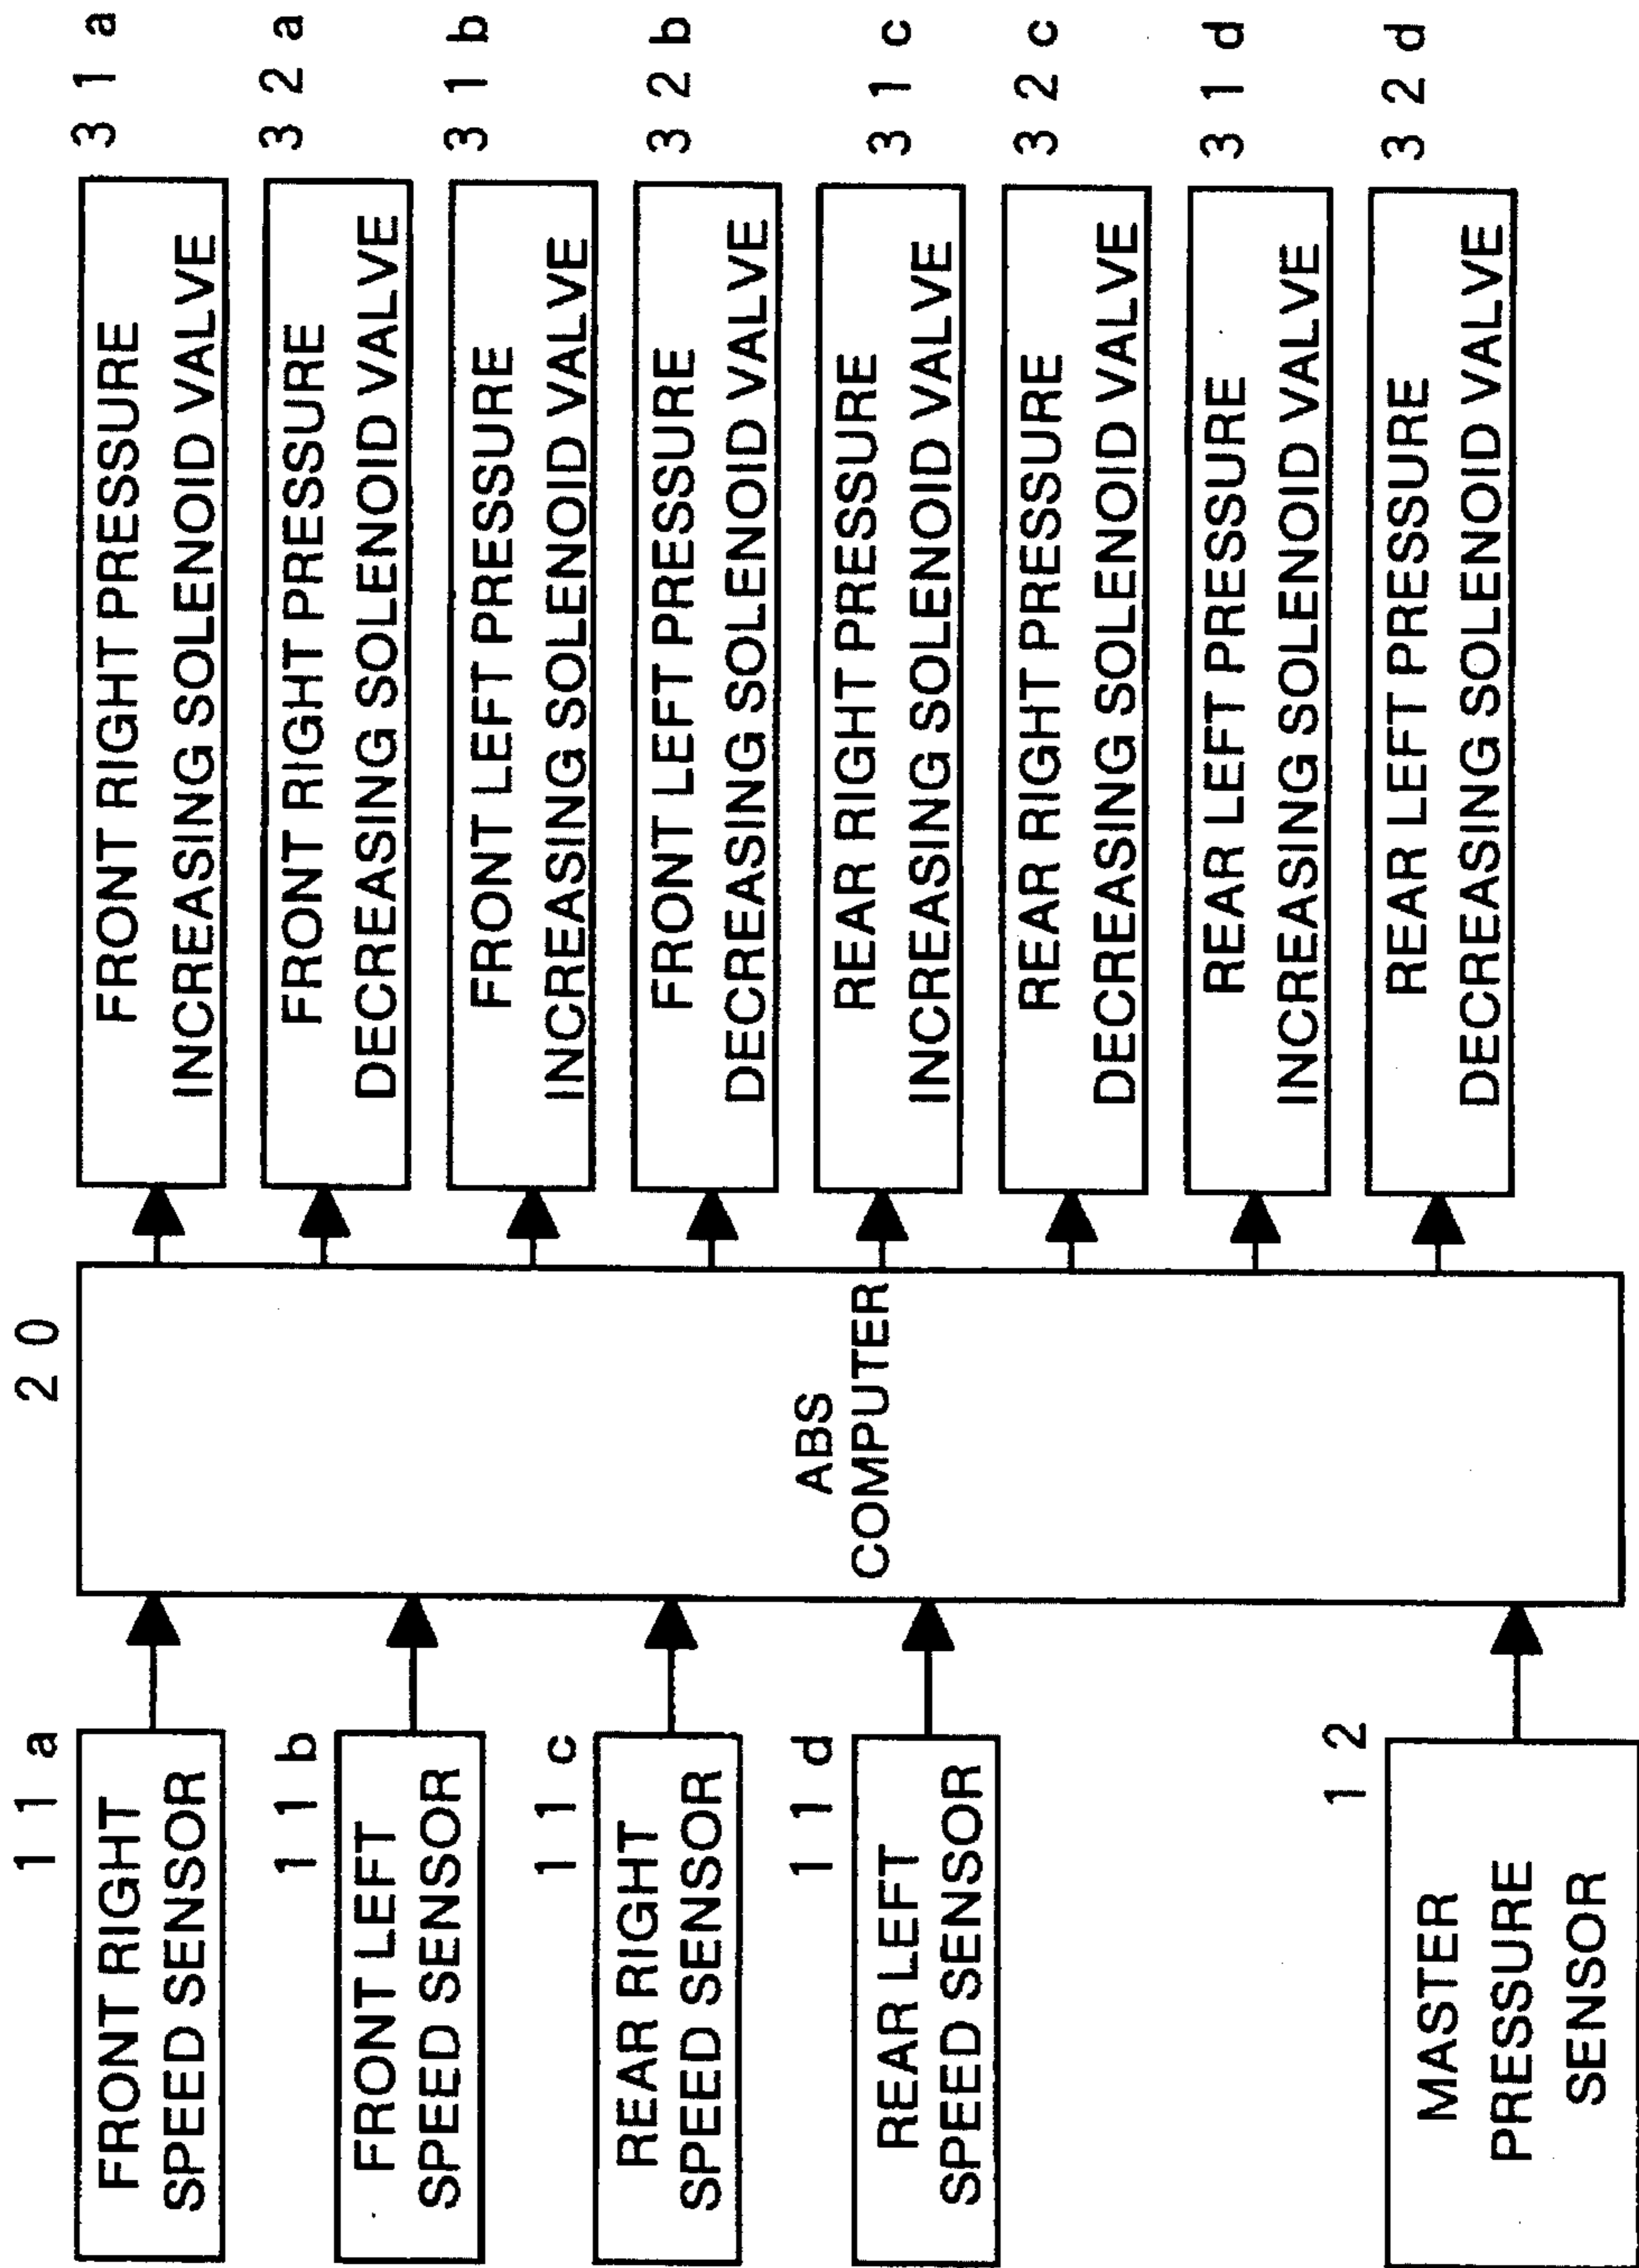 11a
FRONT RIGHT
SPEED SENSOR
11b
FRONT LEFT
SPEED SENSOR
11c
REAR RIGHT
SPEED SENSOR
11d
REAR LEFT
SPEED SENSOR
12
MASTER
PRESSURE
SENSOR
20
ABS
COMPUTER
FRONT RIGHT PRESSURE
INCREASING SOLENOID VALVE
31a
FRONT RIGHT PRESSURE
DECREASING SOLENOID VALVE
32a
FRONT LEFT PRESSURE
INCREASING SOLENOID VALVE
31b
FRONT LEFT PRESSURE
DECREASING SOLENOID VALVE
32b
REAR RIGHT PRESSURE
INCREASING SOLENOID VALVE
31c
REAR RIGHT PRESSURE
DECREASING SOLENOID VALVE
32c
REAR LEFT PRESSURE
INCREASING SOLENOID VALVE
31d
REAR LEFT PRESSURE
DECREASING SOLENOID VALVE
32d